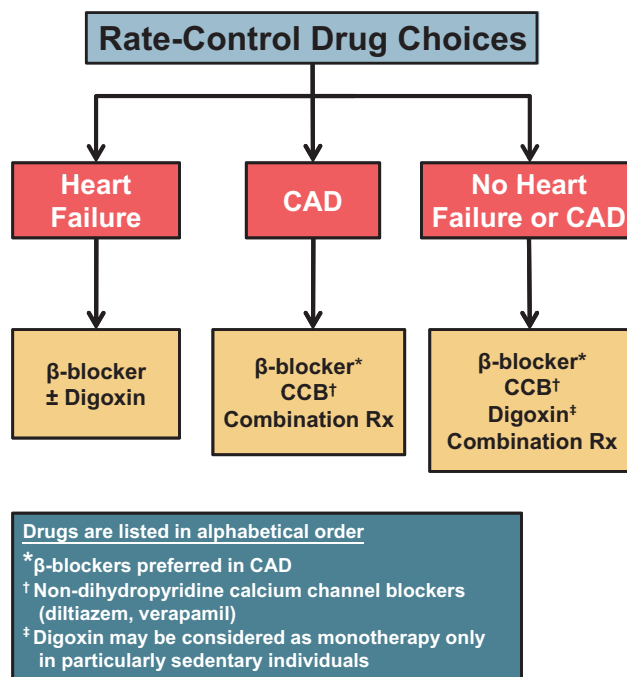 Rate-Control Drug Choices
Heart
Failure
CAD
No Heart
Failure or CAD
β-blocker
± Digoxin
β-blocker*
CCB†
Combination Rx
β-blocker*
CCB†
Digoxin‡
Combination Rx
Drugs are listed in alphabetical order
*β-blockers preferred in CAD
† Non-dihydropyridine calcium channel blockers
(diltiazem, verapamil)
‡ Digoxin may be considered as monotherapy only
in particularly sedentary individuals